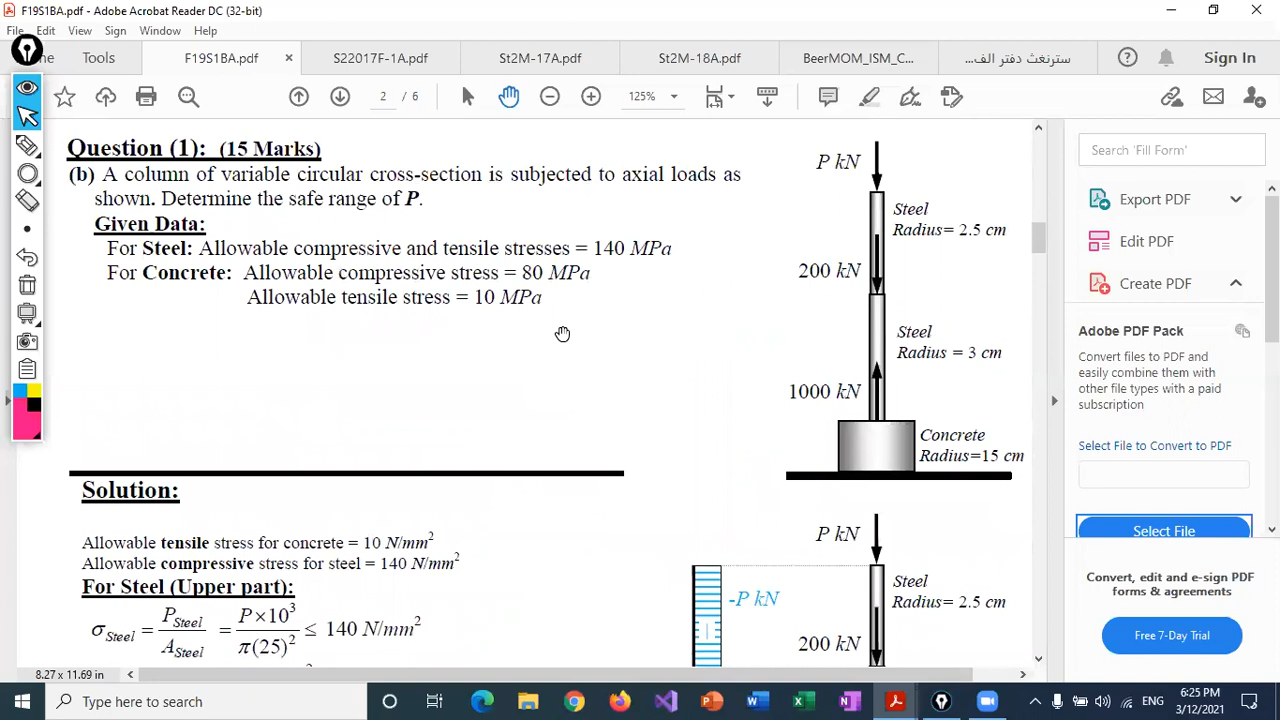 F19S1BA.pdf - Adobe Acrobat Reader DC (32-bit)
File Edit View Sign Window Help
me Tools F19S1BA.pdf × S22017F-1A.pdf St2M-17A.pdf St2M-18A.pdf BeerMOM_ISM_C... سترنغث دفتر الف... Sign In
2 / 6 125%
Question (1): (15 Marks)
(b) A column of variable circular cross-section is subjected to axial loads as
shown. Determine the safe range of P.
Given Data:
For Steel: Allowable compressive and tensile stresses = 140 MPa
For Concrete: Allowable compressive stress = 80 MPa
Allowable tensile stress = 10 MPa
P kN
Steel
Radius= 2.5 cm
200 kN
Steel
Radius = 3 cm
1000 kN
Concrete
Radius=15 cm
Solution:
Allowable tensile stress for concrete = 10 N/mm²
Allowable compressive stress for steel = 140 N/mm²
For Steel (Upper part):
σ_Steel = P_Steel / A_Steel = P×10³ / π(25)² ≤ 140 N/mm²
P kN
-P kN
Steel
Radius= 2.5 cm
200 kN
8.27 x 11.69 in
Search 'Fill Form'
Export PDF
Edit PDF
Create PDF
Adobe PDF Pack
Convert files to PDF and
easily combine them with
other file types with a paid
subscription
Select File to Convert to PDF
Select File
Convert, edit and e-sign PDF
forms & agreements
Free 7-Day Trial
Type here to search
ENG
6:25 PM
3/12/2021